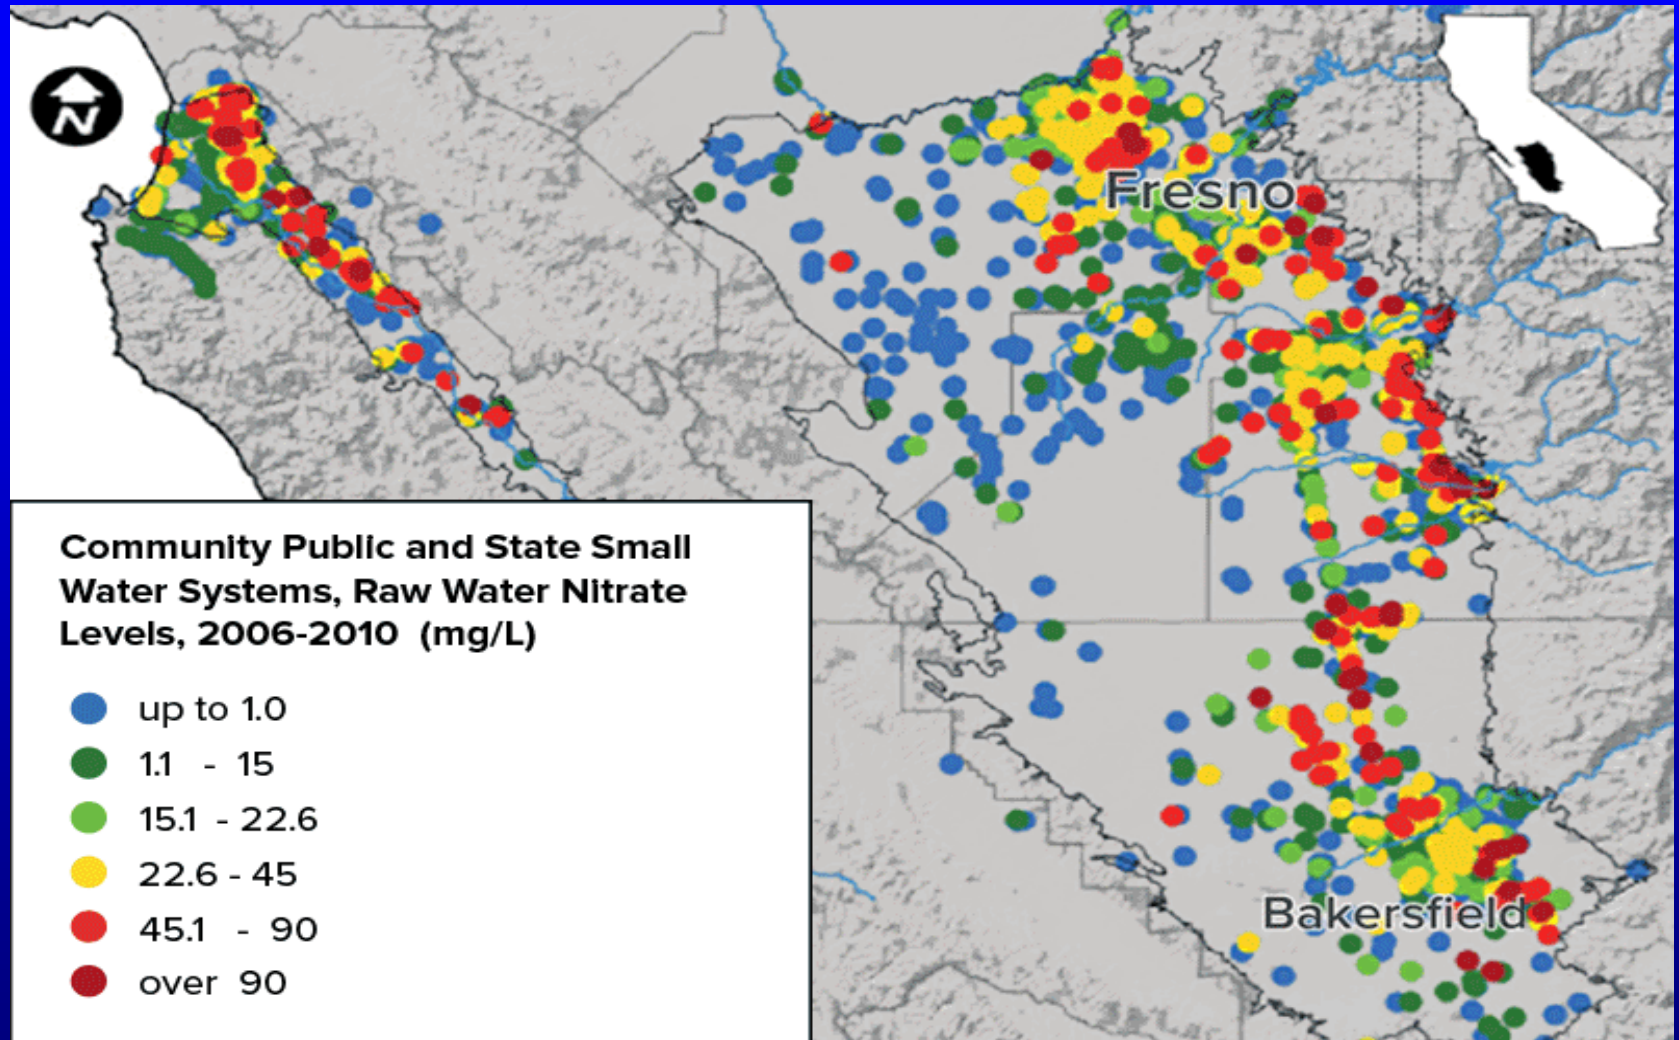 N
Fresno
Community Public and State Small
Water Systems, Raw Water Nitrate
Levels, 2006-2010 (mg/L)
up to 1.0
1.1 - 15
15.1 - 22.6
22.6 - 45
45.1 - 90
over 90
Bakersfield